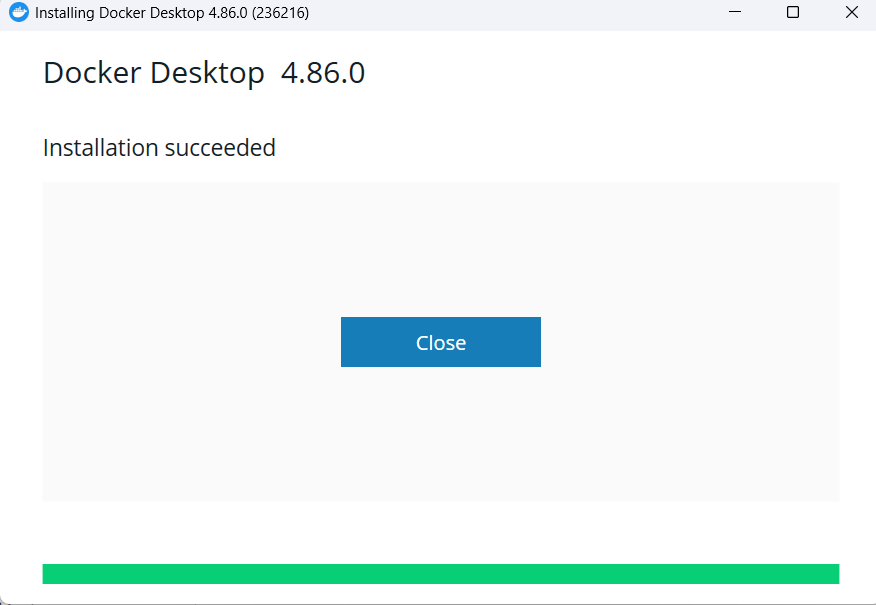 Installing Docker Desktop 4.86.0 (236216)
Docker Desktop 4.86.0
Installation succeeded
Close